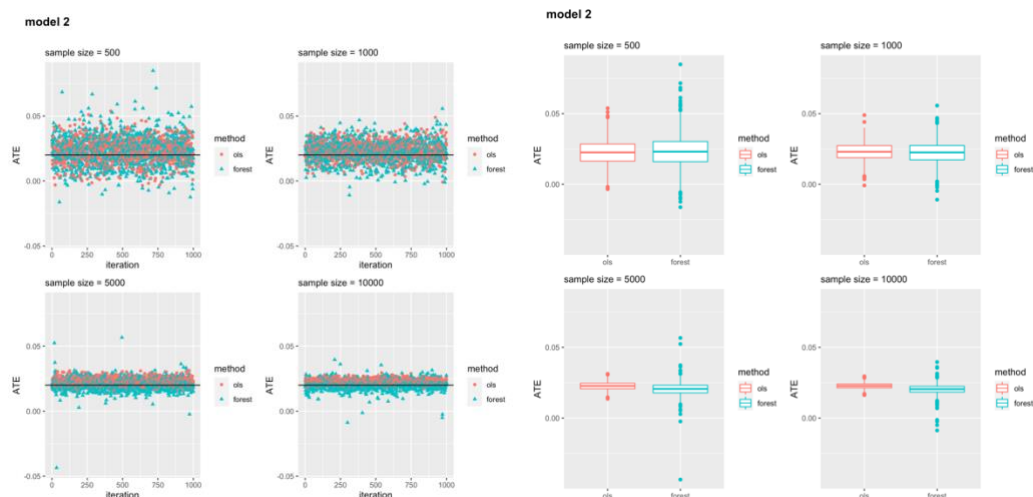 model 2
sample size = 500
ATE
0.05
0.00
-0.05
0 250 500 750 1000
iteration
method
ols
forest
sample size = 1000
ATE
0.05
0.00
-0.05
0 250 500 750 1000
iteration
method
ols
forest
sample size = 5000
ATE
0.05
0.00
-0.05
0 250 500 750 1000
iteration
method
ols
forest
sample size = 10000
ATE
0.05
0.00
-0.05
0 250 500 750 1000
iteration
method
ols
forest
model 2
sample size = 500
ATE
0.05
0.00
ols forest
method
ols
forest
sample size = 1000
ATE
0.05
0.00
ols forest
method
ols
forest
sample size = 5000
ATE
0.05
0.00
ols forest
method
ols
forest
sample size = 10000
ATE
0.05
0.00
ols forest
method
ols
forest